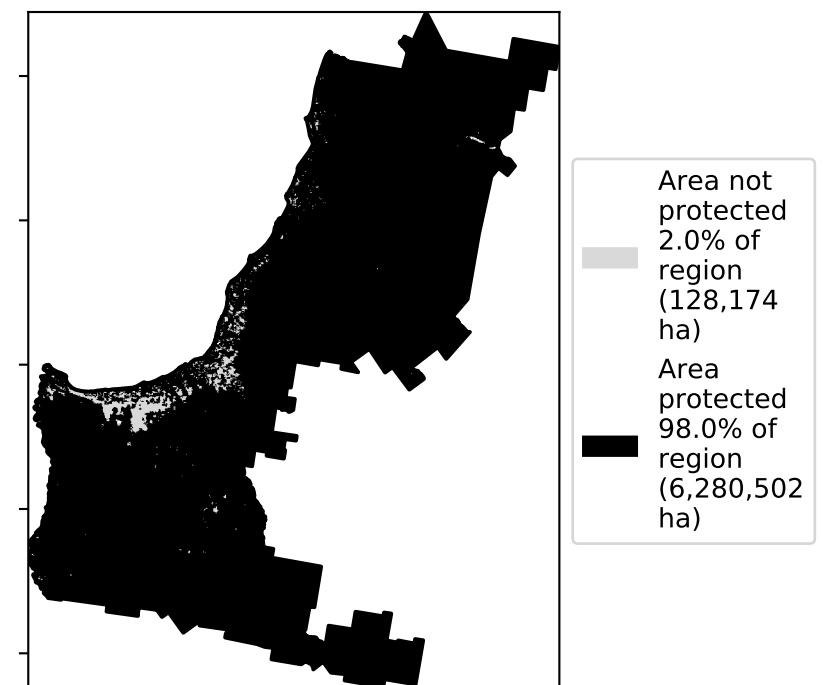 Area not
protected
2.0% of
region
(128,174
ha)
Area
protected
98.0% of
region
(6,280,502
ha)